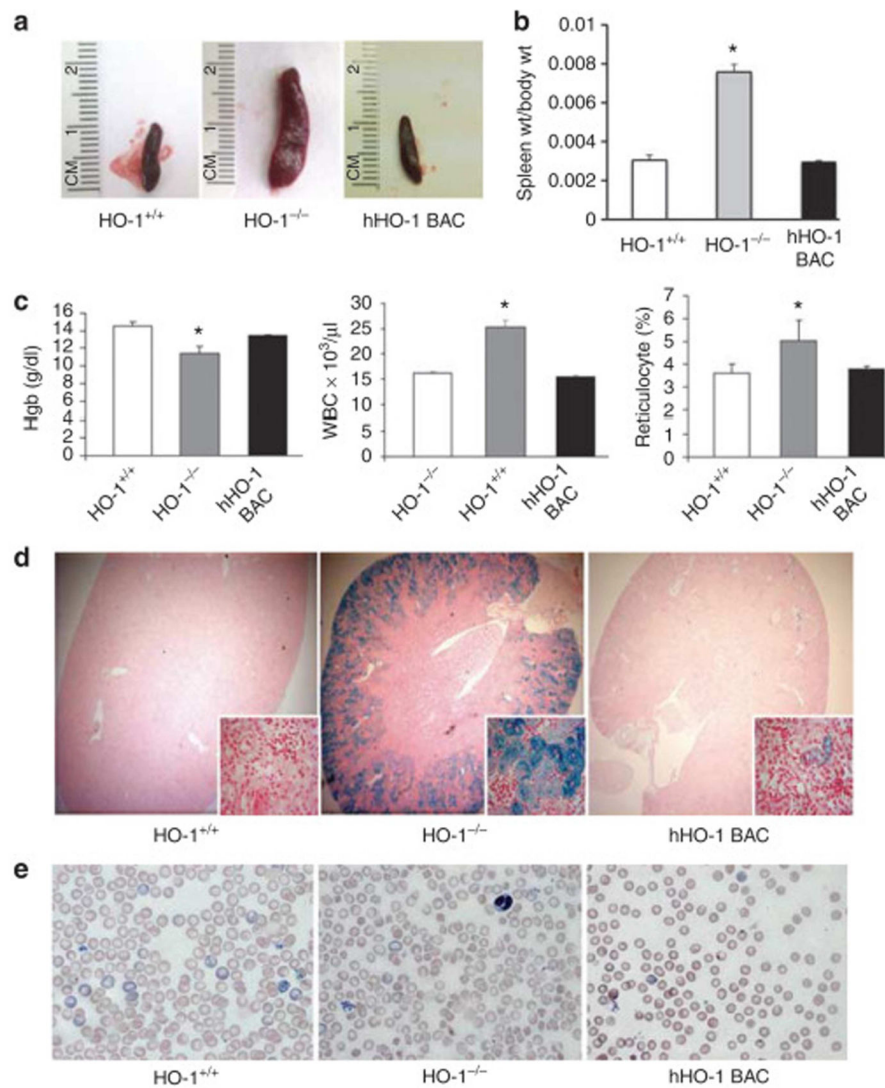 a
CM 1 2
CM 1 2
CM 1 2
HO-1+/+
HO-1−/−
hHO-1 BAC
b
Spleen wt/body wt
0.01
0.008
0.006
0.004
0.002
0
*
HO-1+/+
HO-1−/−
hHO-1
BAC
c
Hgb (g/dl)
16
14
12
10
8
6
4
2
0
*
HO-1+/+
HO-1−/−
hHO-1
BAC
WBC × 10³/µl
30
25
20
15
10
5
0
*
HO-1−/−
HO-1+/+
hHO-1
BAC
Reticulocyte (%)
7
6
5
4
3
2
1
0
*
HO-1+/+
HO-1−/−
hHO-1
BAC
d
HO-1+/+
HO-1−/−
hHO-1 BAC
e
HO-1+/+
HO-1−/−
hHO-1 BAC